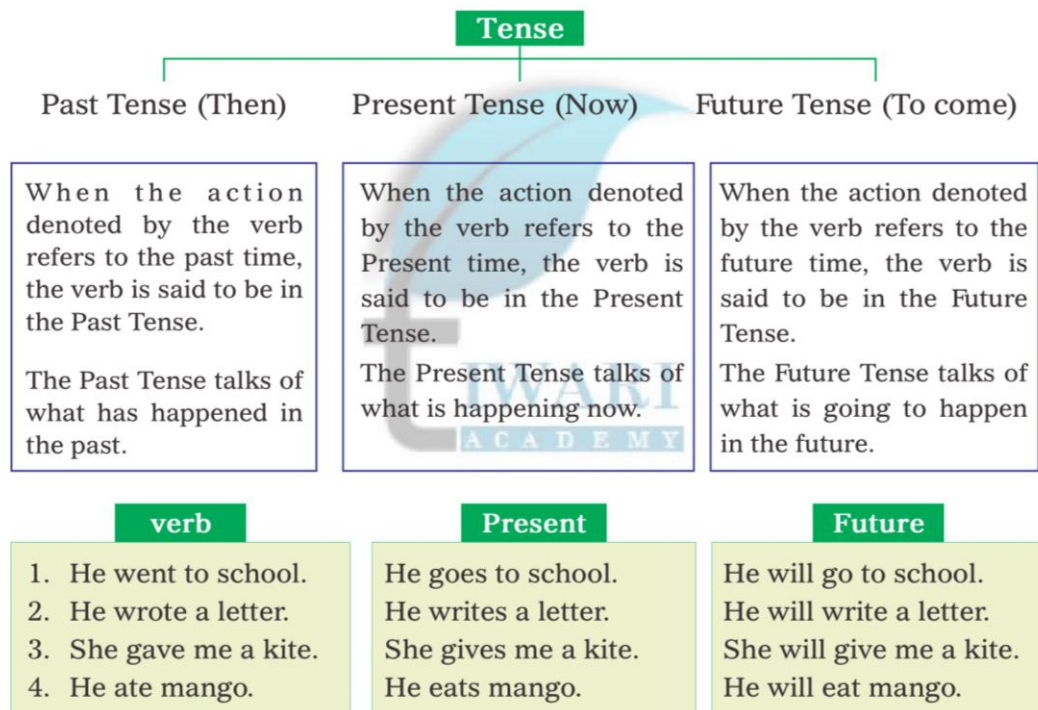 Tense
Past Tense (Then)
Present Tense (Now)
Future Tense (To come)
When the action
denoted by the verb
refers to the past time,
the verb is said to be in
the Past Tense.
The Past Tense talks of
what has happened in
the past.
When the action denoted
by the verb refers to the
Present time, the verb is
said to be in the Present
Tense.
The Present Tense talks of
what is happening now.
When the action denoted
by the verb refers to the
future time, the verb is
said to be in the Future
Tense.
The Future Tense talks of
what is going to happen
in the future.
TIWARI
ACADEMY
verb
1. He went to school.
2. He wrote a letter.
3. She gave me a kite.
4. He ate mango.
Present
He goes to school.
He writes a letter.
She gives me a kite.
He eats mango.
Future
He will go to school.
He will write a letter.
She will give me a kite.
He will eat mango.